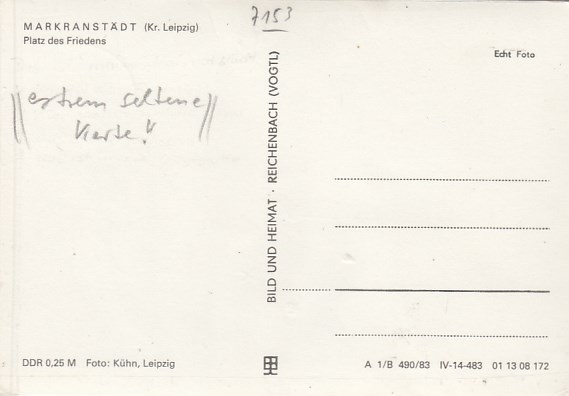 7153
MARKRANSTÄDT (Kr. Leipzig)
Platz des Friedens
Echt Foto
extrem seltene
Karte!"
BILD UND HEIMAT · REICHENBACH (VOGTL)
DDR 0,25 M Foto: Kühn, Leipzig
A 1/B 490/83 IV-14-483 01 13 08 172